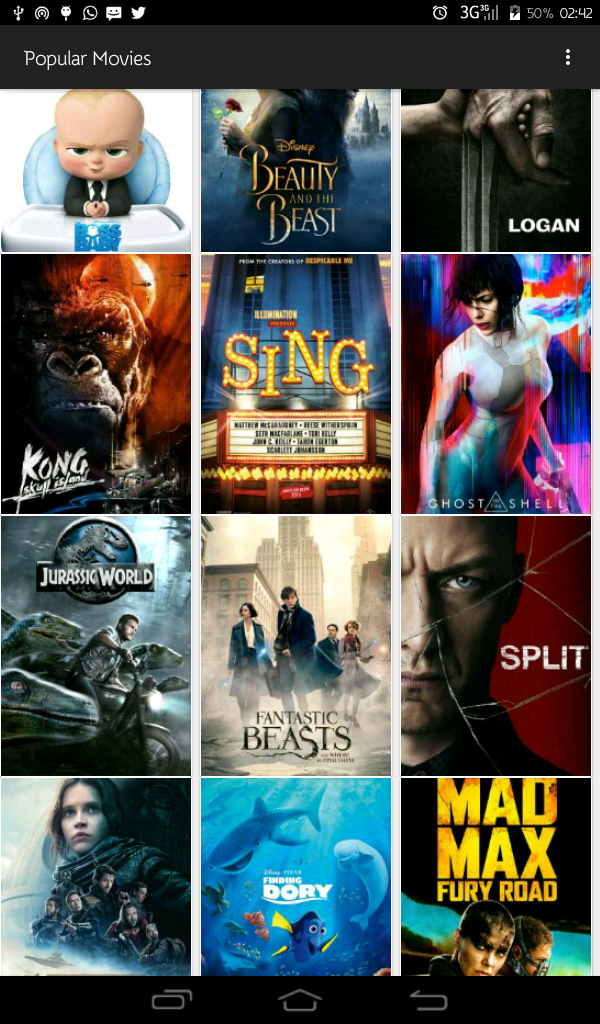 3G 3G 50% 02:42
Popular Movies
BOSS
BABY
Disney
BEAUTY
AND THE
BEAST
LOGAN
KONG
skull island
FROM THE CREATORS OF DESPICABLE ME
ILLUMINATION
PRESENTS
SING
MATTHEW McCONAUGHEY • REESE WITHERSPOON
SETH MACFARLANE • TORI KELLY
JOHN C. REILLY • TARON EGERTON
SCARLETT JOHANSSON
GHOST IN THE SHELL
JURASSIC WORLD
FANTASTIC
BEASTS
AND WHERE
TO FIND THEM
SPLIT
Disney PIXAR
FINDING
DORY
MAD
MAX
FURY ROAD